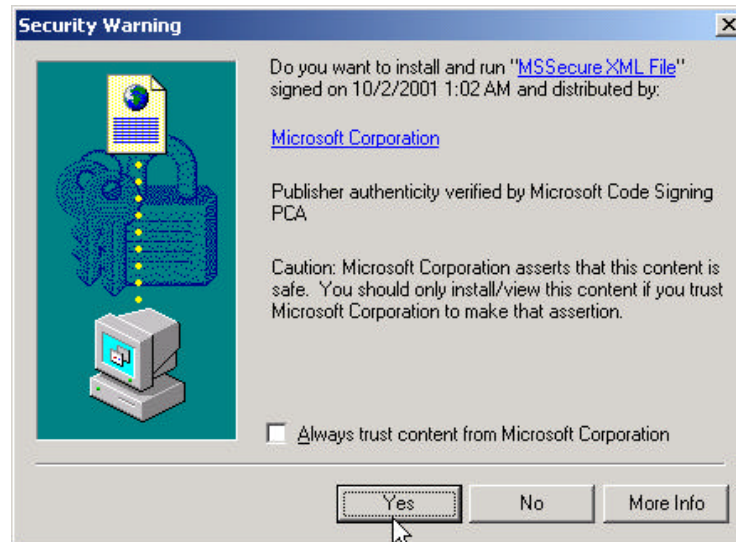 Security Warning
Do you want to install and run "MSSecure XML File"
signed on 10/2/2001 1:02 AM and distributed by:
Microsoft Corporation
Publisher authenticity verified by Microsoft Code Signing
PCA
Caution: Microsoft Corporation asserts that this content is
safe. You should only install/view this content if you trust
Microsoft Corporation to make that assertion.
Always trust content from Microsoft Corporation
Yes No More Info